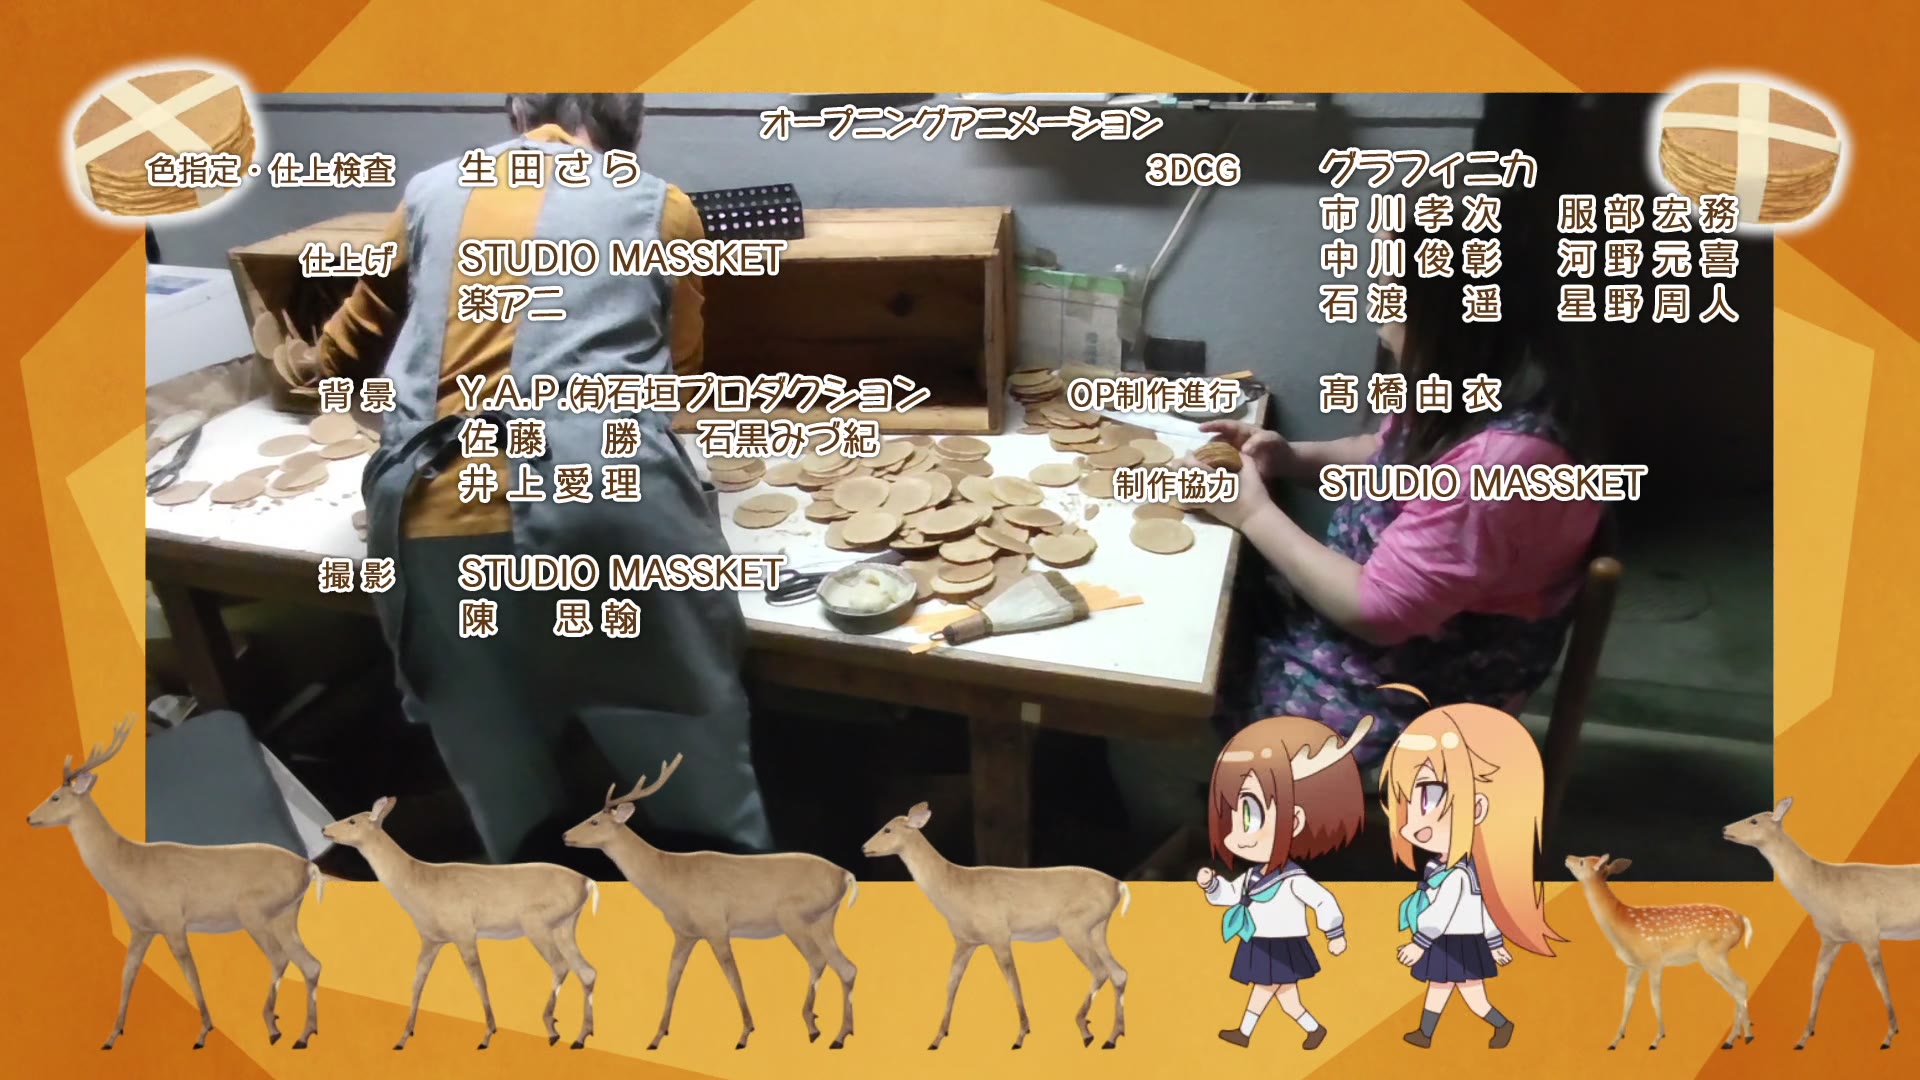 オープニングアニメーション
色指定・仕上検査 生田さら
仕上げ STUDIO MASSKET
楽アニ
背景 Y.A.P.㈲石垣プロダクション
佐藤 勝 石黒みづ紀
井上愛理
撮影 STUDIO MASSKET
陳 思翰
3DCG グラフィニカ
市川孝次 服部宏務
中川俊彰 河野元喜
石渡 遥 星野周人
OP制作進行 髙橋由衣
制作協力 STUDIO MASSKET